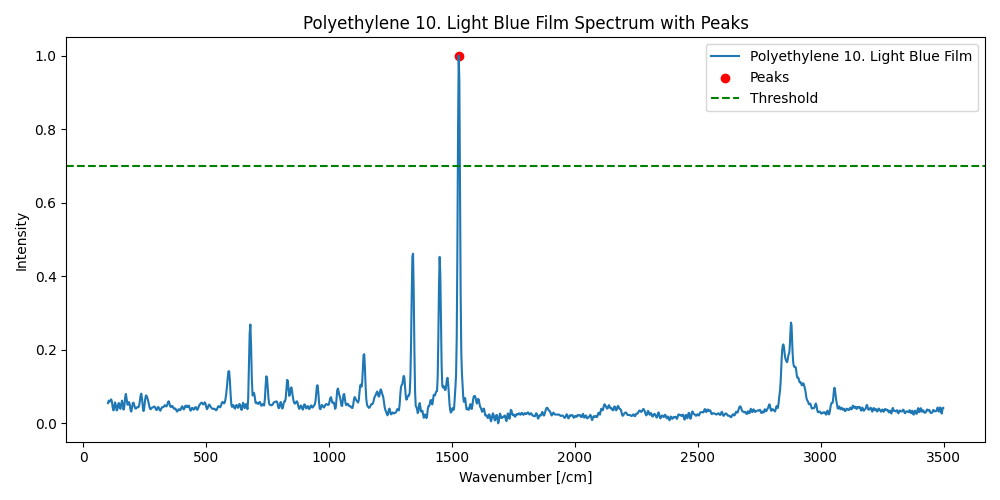 Polyethylene 10. Light Blue Film Spectrum with Peaks
Polyethylene 10. Light Blue Film
Peaks
Threshold
Intensity
1.0
0.8
0.6
0.4
0.2
0.0
0 500 1000 1500 2000 2500 3000 3500
Wavenumber [/cm]